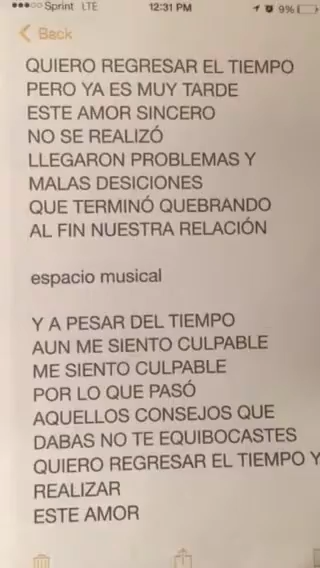 Sprint LTE 12:31 PM 9%
Back
QUIERO REGRESAR EL TIEMPO
PERO YA ES MUY TARDE
ESTE AMOR SINCERO
NO SE REALIZÓ
LLEGARON PROBLEMAS Y
MALAS DESICIONES
QUE TERMINÓ QUEBRANDO
AL FIN NUESTRA RELACIÓN
espacio musical
Y A PESAR DEL TIEMPO
AUN ME SIENTO CULPABLE
ME SIENTO CULPABLE
POR LO QUE PASÓ
AQUELLOS CONSEJOS QUE
DABAS NO TE EQUIBOCASTES
QUIERO REGRESAR EL TIEMPO Y
REALIZAR
ESTE AMOR